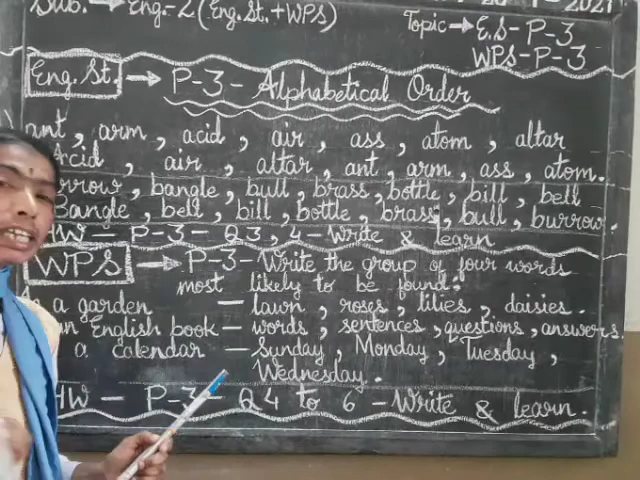 Sub. → Eng.-2 (Eng.St.+WPS)
2021
Topic → E.S- P-3
WPS-P-3
Eng.St. → P-3 - Alphabetical Order
ant, arm, acid, air, ass, atom, altar
Acid, air, altar, ant, arm, ass, atom.
bangle, bull, brass, bottle, bill, bell
Bangle, bell, bill, bottle, brass, bull, burrow.
HW - P-3 - Q3, 4 - Write & learn
WPS → P-3 - Write the group of four words
most likely to be found:
a garden - lawn, roses, lilies, daisies.
an English book - words, sentences, questions, answers.
a calendar - Sunday, Monday, Tuesday,
Wednesday.
HW - P-3 - Q4 to 6 - Write & learn.